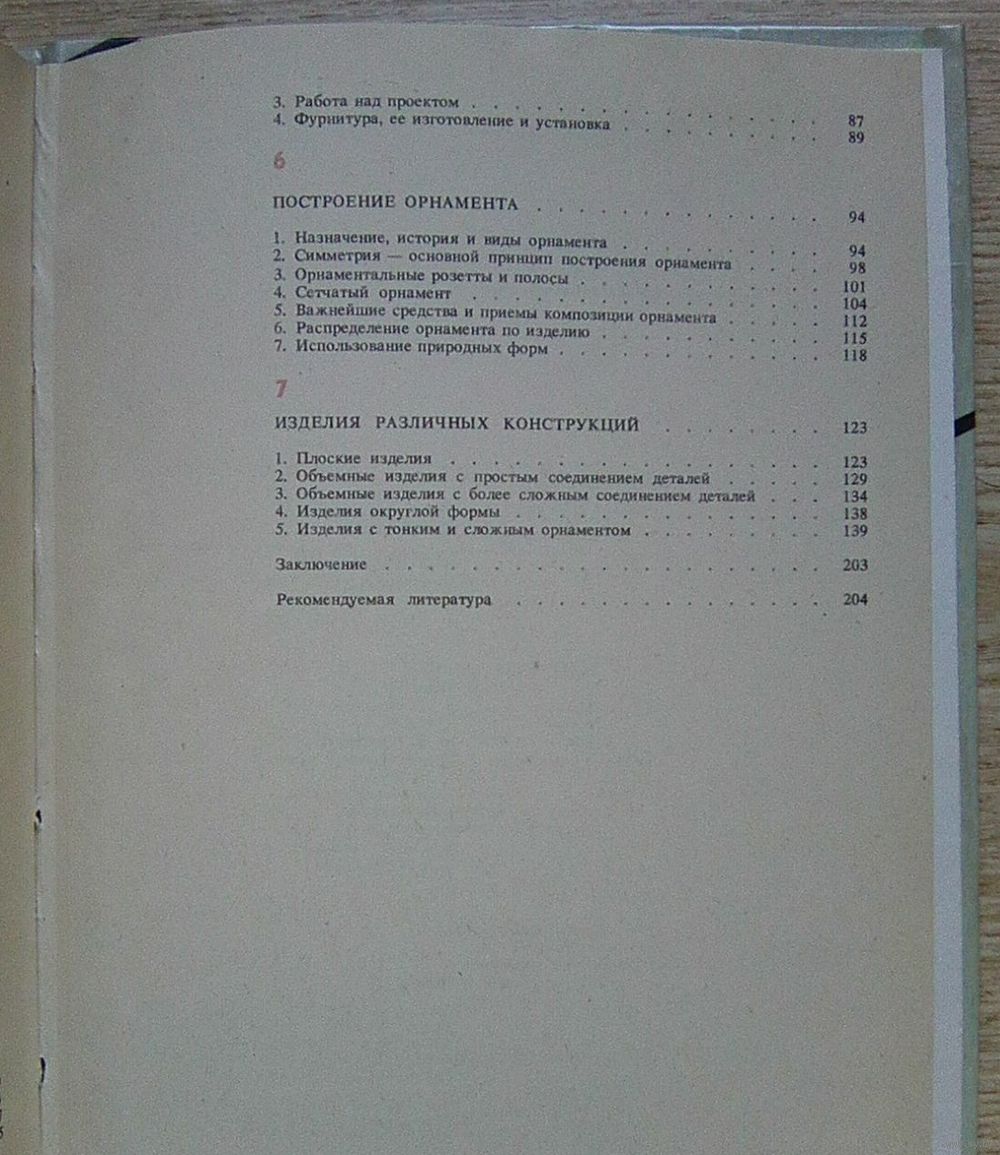 3. Работа над проектом . . . . . . . . . . . . . . . . 87
4. Фурнитура, ее изготовление и установка . . . . . . . . . 89
6
ПОСТРОЕНИЕ ОРНАМЕНТА . . . . . . . . . . . . . . 94
1. Назначение, история и виды орнамента . . . . . . . . . 94
2. Симметрия — основной принцип построения орнамента . . . . 98
3. Орнаментальные розетты и полосы . . . . . . . . . . . 101
4. Сетчатый орнамент . . . . . . . . . . . . . . . . 104
5. Важнейшие средства и приемы композиции орнамента . . . . . 112
6. Распределение орнамента по изделию . . . . . . . . . . 115
7. Использование природных форм . . . . . . . . . . . . 118
7
ИЗДЕЛИЯ РАЗЛИЧНЫХ КОНСТРУКЦИЙ . . . . . . . . 123
1. Плоские изделия . . . . . . . . . . . . . . . . . 123
2. Объемные изделия с простым соединением деталей . . . . . 129
3. Объемные изделия с более сложным соединением деталей . . . 134
4. Изделия округлой формы . . . . . . . . . . . . . . 138
5. Изделия с тонким и сложным орнаментом . . . . . . . . . 139
Заключение . . . . . . . . . . . . . . . . . . . . 203
Рекомендуемая литература . . . . . . . . . . . . . . . 204